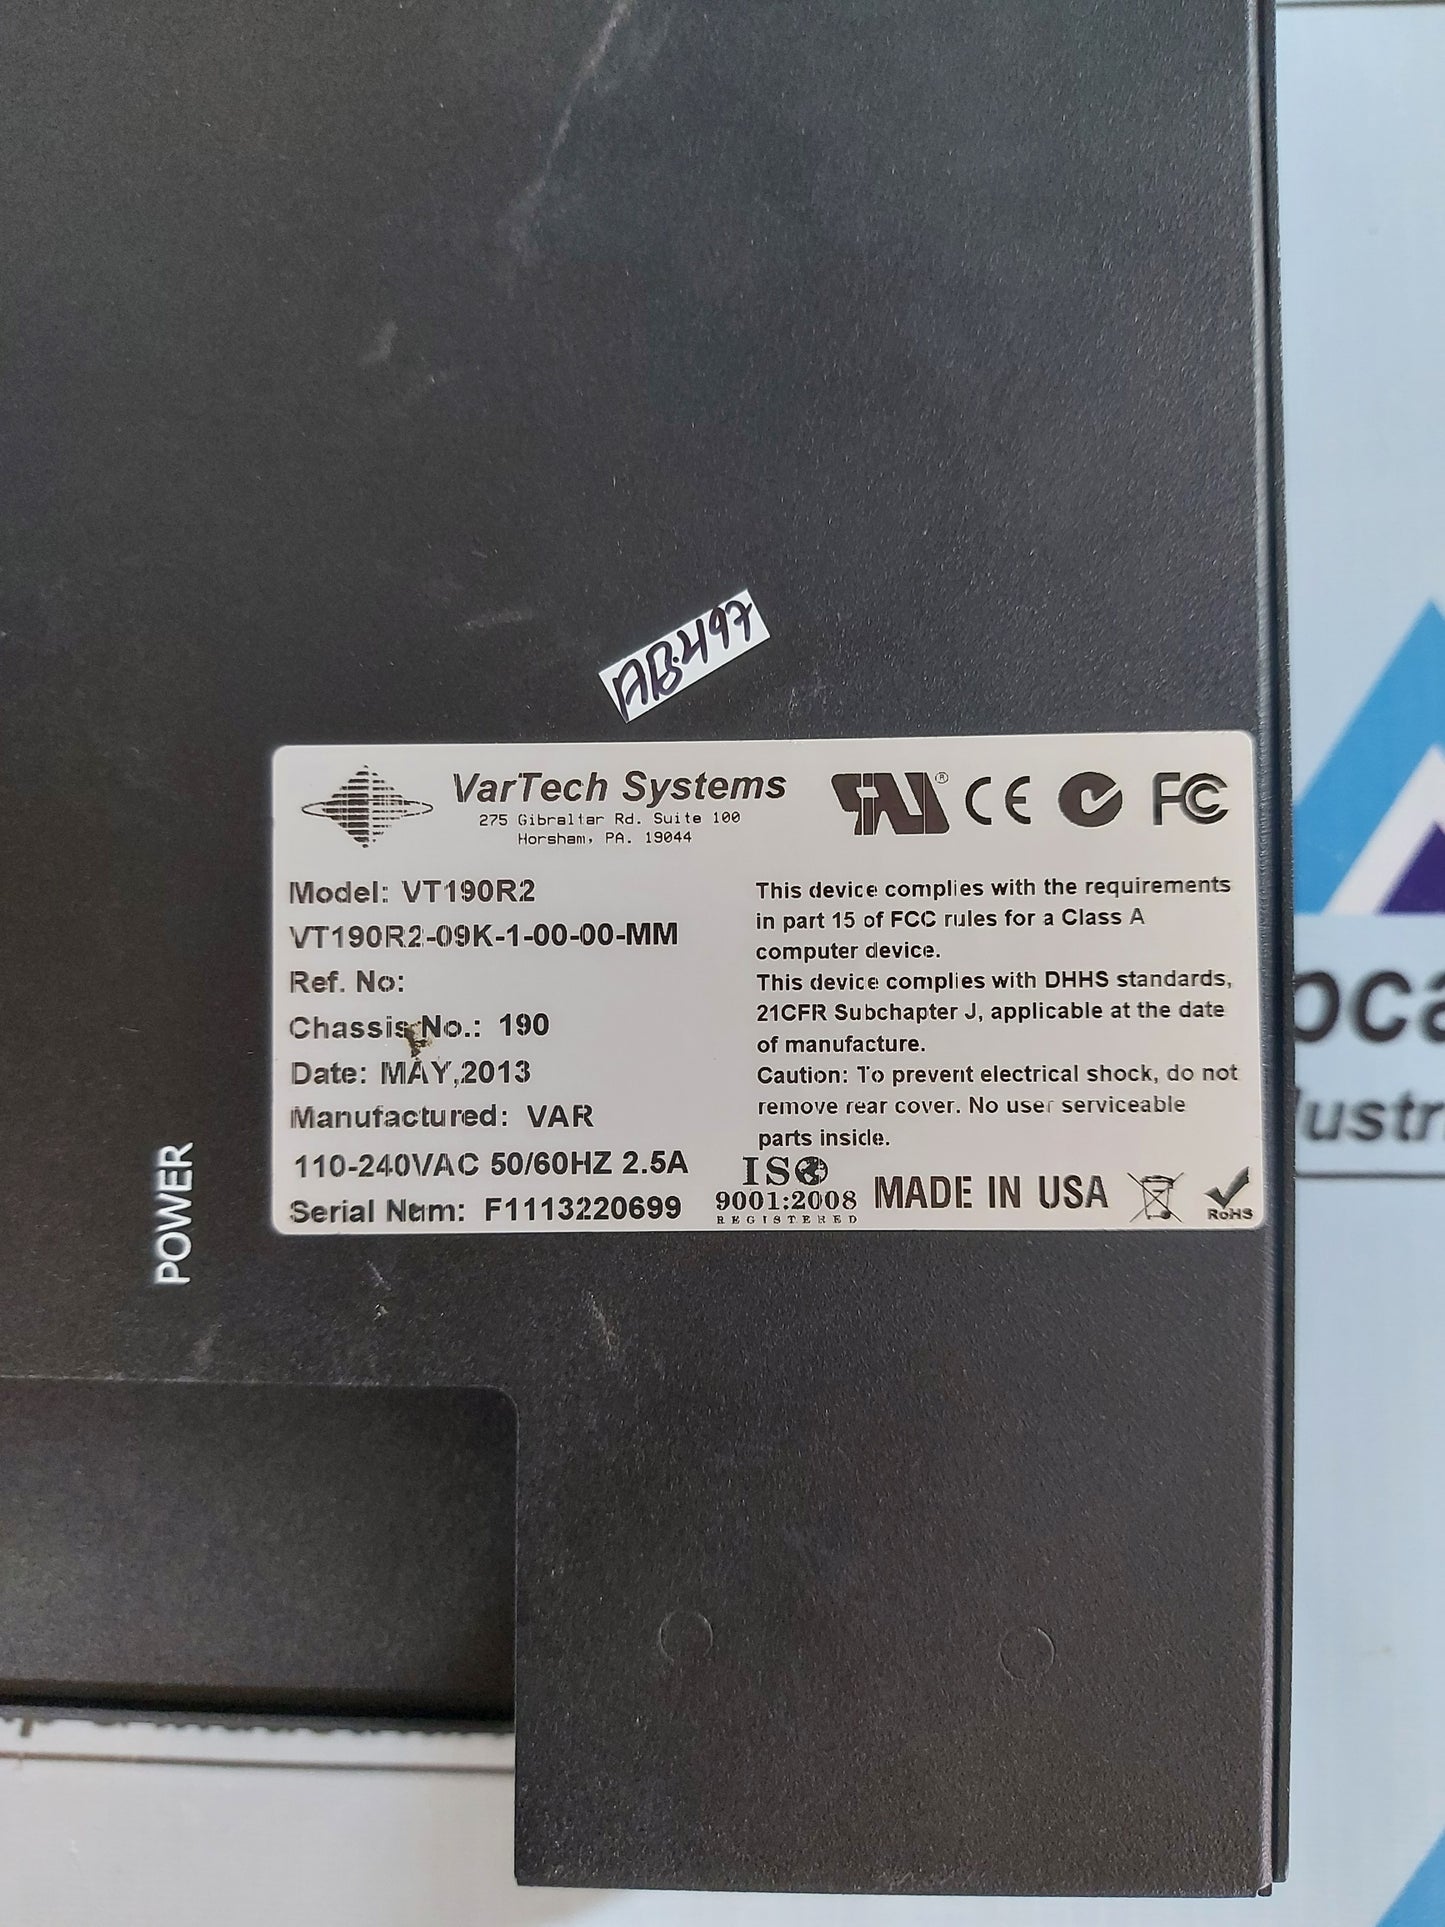 AB.497
VarTech Systems
275 Gibraltar Rd. Suite 100
Horsham, PA. 19044
UL® CE FC
Model: VT190R2
VT190R2-09K-1-00-00-MM
Ref. No:
Chassis No.: 190
Date: MAY,2013
Manufactured: VAR
110-240VAC 50/60HZ 2.5A
Serial Num: F1113220699
This device complies with the requirements
in part 15 of FCC rules for a Class A
computer device.
This device complies with DHHS standards,
21CFR Subchapter J, applicable at the date
of manufacture.
Caution: To prevent electrical shock, do not
remove rear cover. No user serviceable
parts inside.
ISO
9001:2008
REGISTERED
MADE IN USA
RoHS
POWER